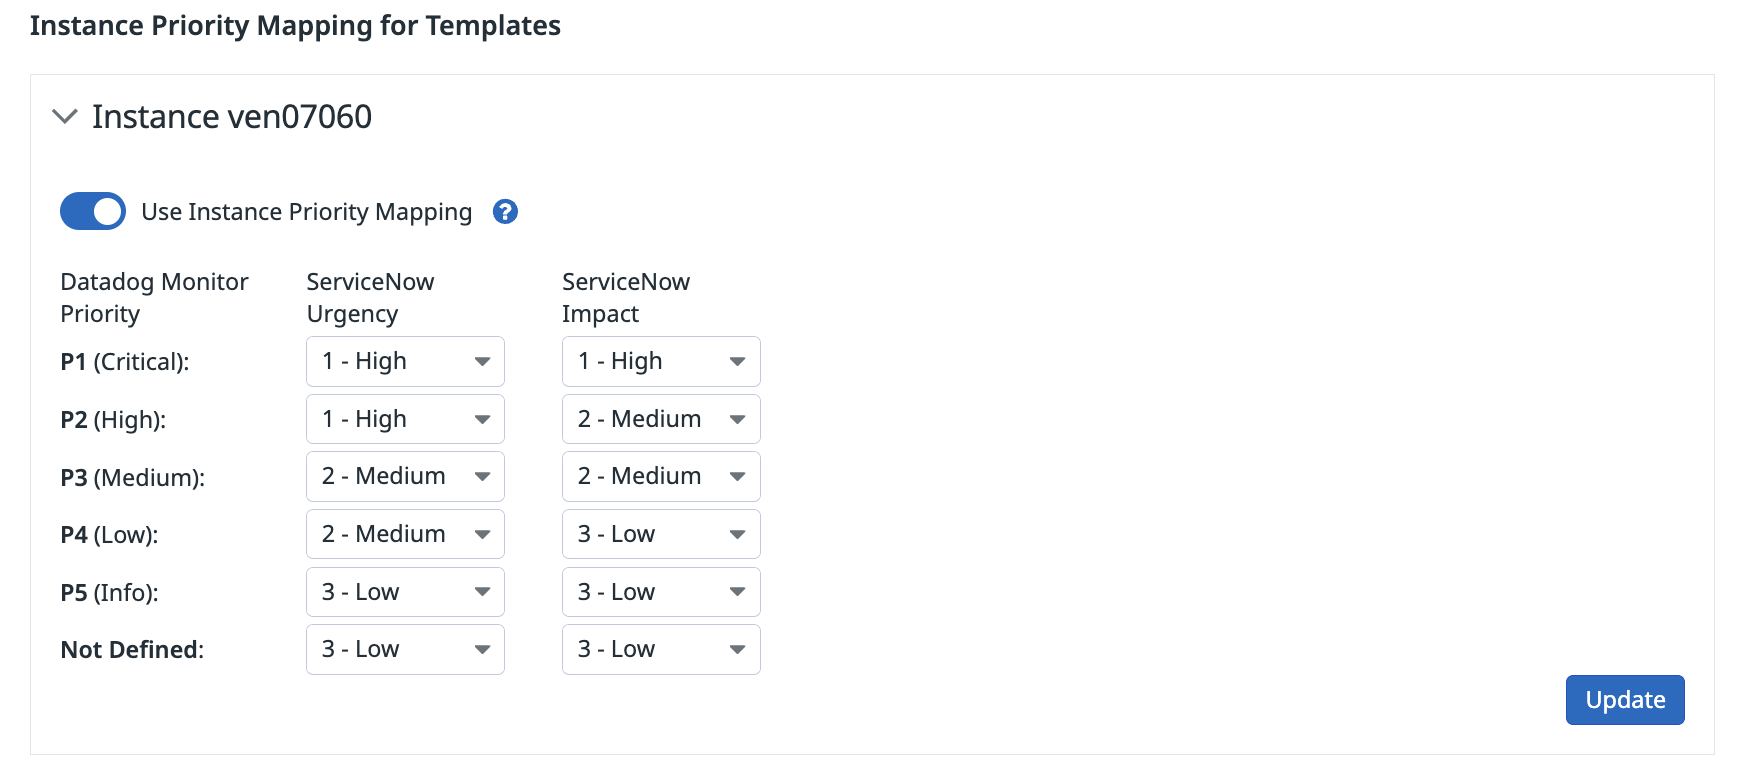 Instance Priority Mapping for Templates
Instance ven07060
Use Instance Priority Mapping ?
Datadog Monitor Priority
ServiceNow Urgency
ServiceNow Impact
P1 (Critical): 1 - High 1 - High
P2 (High): 1 - High 2 - Medium
P3 (Medium): 2 - Medium 2 - Medium
P4 (Low): 2 - Medium 3 - Low
P5 (Info): 3 - Low 3 - Low
Not Defined: 3 - Low 3 - Low
Update